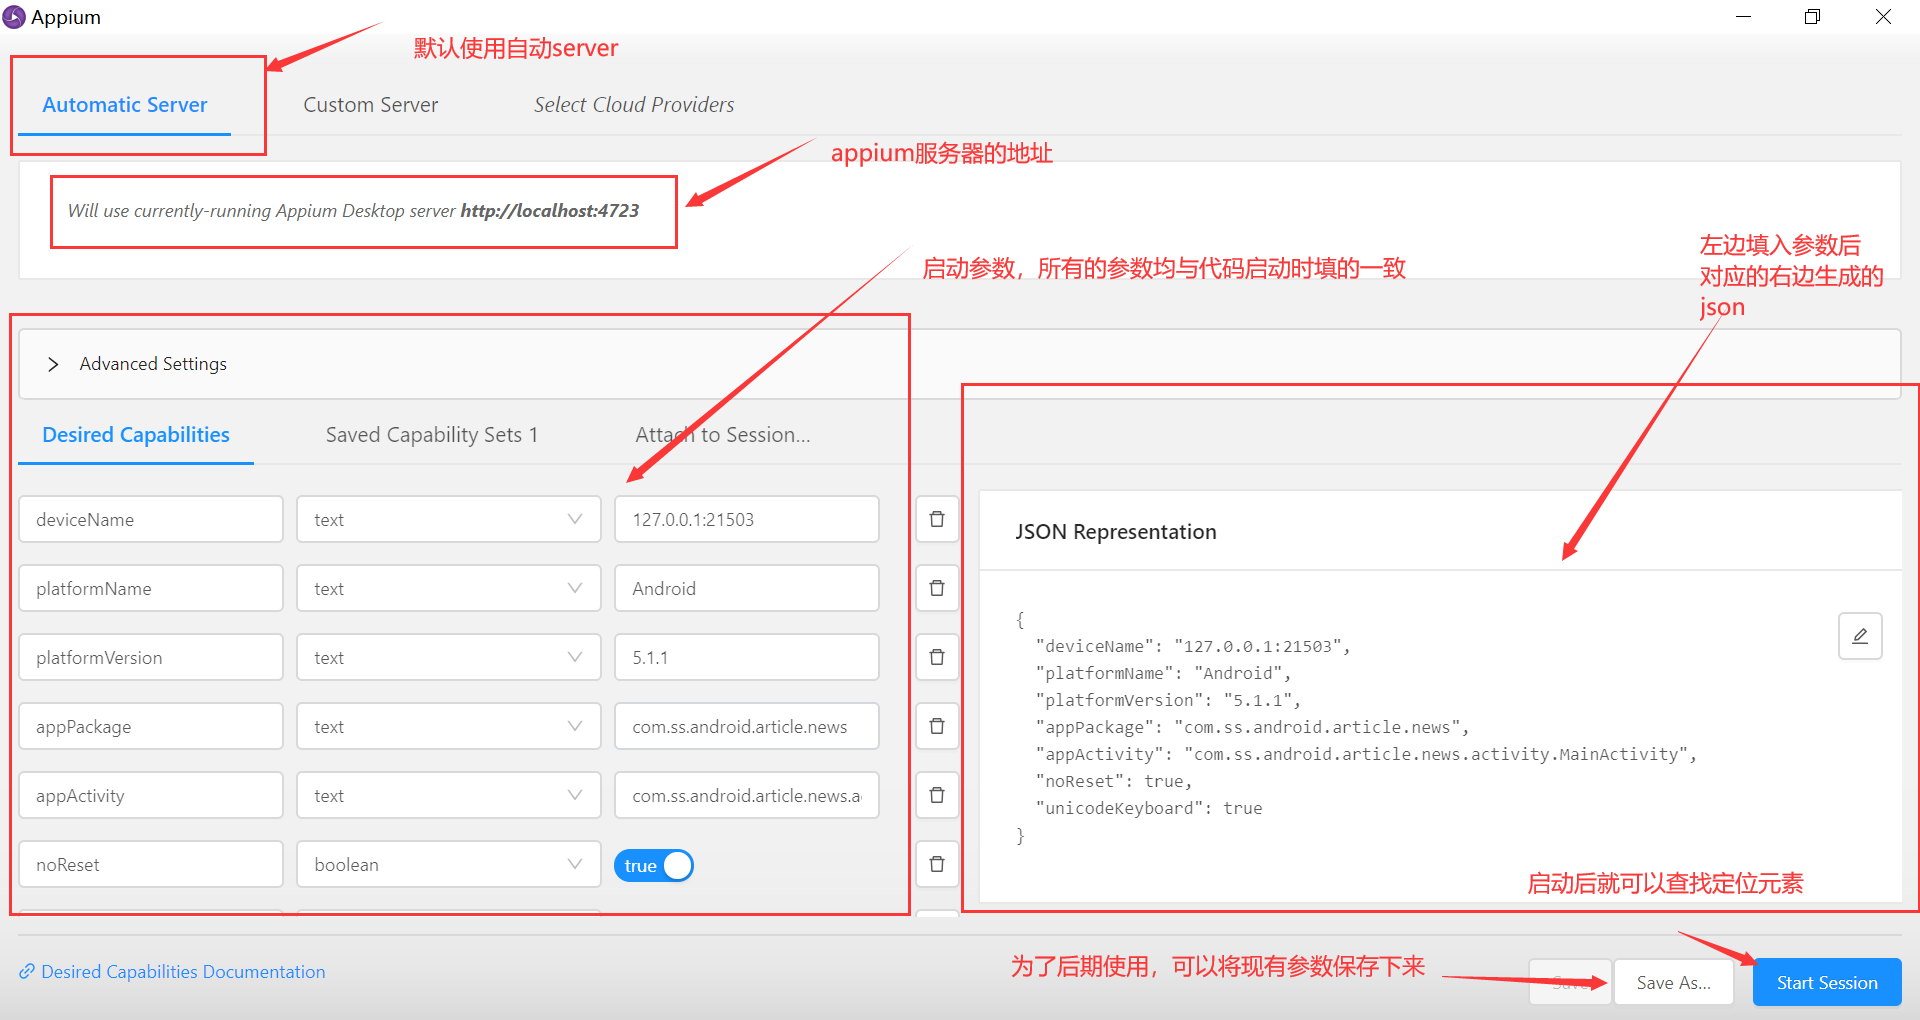 Appium
默认使用自动server
Automatic Server
Custom Server
Select Cloud Providers
appium服务器的地址
Will use currently-running Appium Desktop server http://localhost:4723
启动参数，所有的参数均与代码启动时填的一致
左边填入参数后
对应的右边生成的
json
Advanced Settings
Desired Capabilities
Saved Capability Sets 1
Attach to Session...
deviceName
text
127.0.0.1:21503
platformName
text
Android
platformVersion
text
5.1.1
appPackage
text
com.ss.android.article.news
appActivity
text
com.ss.android.article.news.a
noReset
boolean
true
JSON Representation
{
"deviceName": "127.0.0.1:21503",
"platformName": "Android",
"platformVersion": "5.1.1",
"appPackage": "com.ss.android.article.news",
"appActivity": "com.ss.android.article.news.activity.MainActivity",
"noReset": true,
"unicodeKeyboard": true
}
启动后就可以查找定位元素
为了后期使用，可以将现有参数保存下来
Desired Capabilities Documentation
Save
Save As...
Start Session